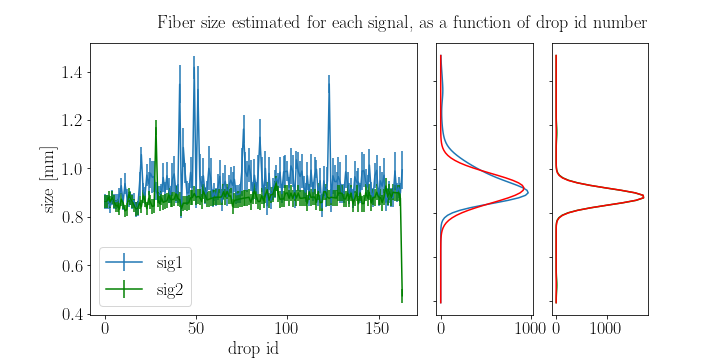 Fiber size estimated for each signal, as a function of drop id number
size [mm]
1.4
1.2
1.0
0.8
0.6
0.4
sig1
sig2
0 50 100 150
drop id
0 1000
0 1000